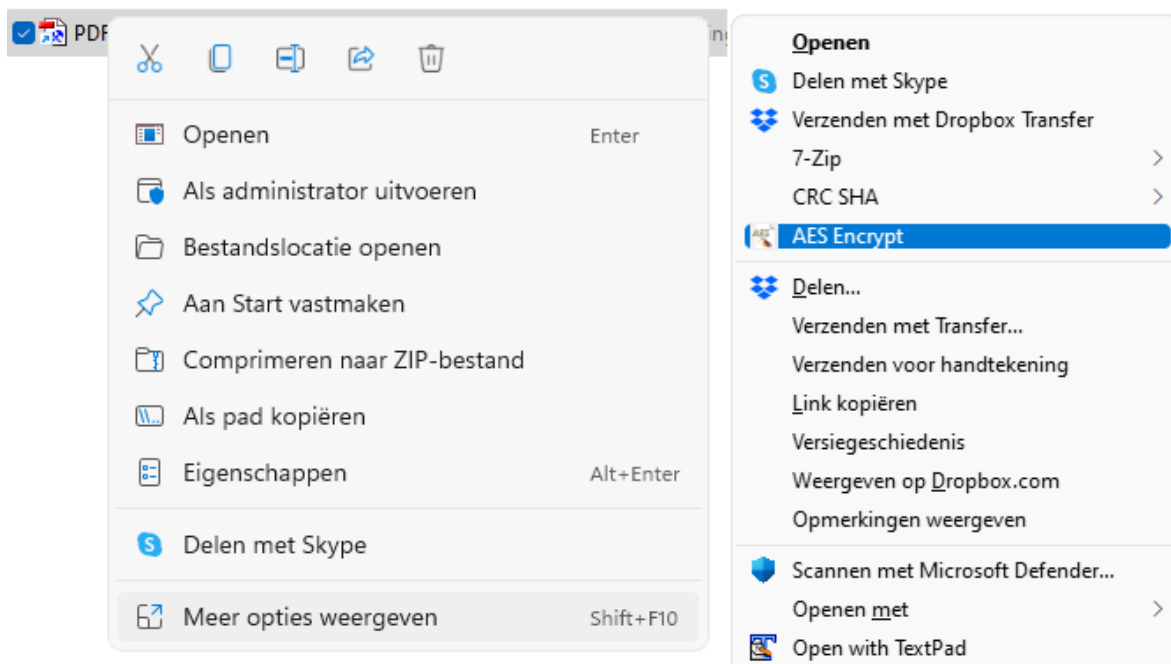 PDF
Openen Enter
Als administrator uitvoeren
Bestandslocatie openen
Aan Start vastmaken
Comprimeren naar ZIP-bestand
Als pad kopiëren
Eigenschappen Alt+Enter
Delen met Skype
Meer opties weergeven Shift+F10
Openen
Delen met Skype
Verzenden met Dropbox Transfer
7-Zip
CRC SHA
AES Encrypt
Delen...
Verzenden met Transfer...
Verzenden voor handtekening
Link kopiëren
Versiegeschiedenis
Weergeven op Dropbox.com
Opmerkingen weergeven
Scannen met Microsoft Defender...
Openen met
Open with TextPad